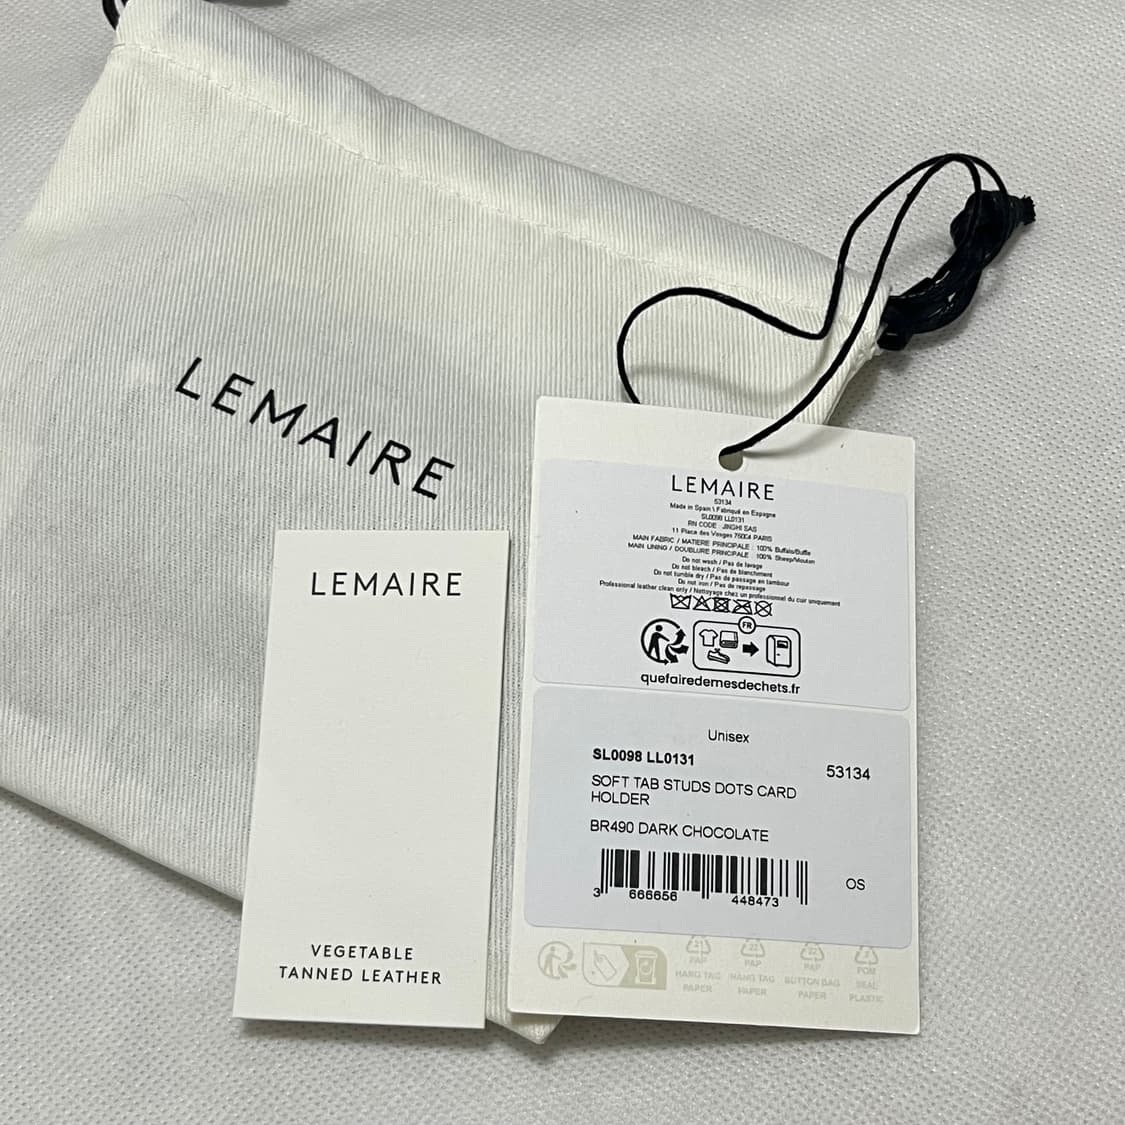 LEMAIRE
LEMAIRE
VEGETABLE
TANNED LEATHER
LEMAIRE
53134
Made in Spain \ Fabriqué en Espagne
SL0098 LL0131
RN CODE : JINGHI SAS
11 Place des Vosges 75004 PARIS
MAIN FABRIC / MATIERE PRINCIPALE : 100% Buffalo/Buffle
MAIN LINING / DOUBLURE PRINCIPALE : 100% Sheep/Mouton
Do not wash / Pas de lavage
Do not bleach / Pas de blanchiment
Do not tumble dry / Pas de passage en tambour
Do not iron / Pas de repassage
Professional leather clean only / Nettoyage chez un professionnel du cuir uniquement
FR
quefairedemesdechets.fr
Unisex
SL0098 LL0131
53134
SOFT TAB STUDS DOTS CARD
HOLDER
BR490 DARK CHOCOLATE
OS
3 666656 448473
PAP
HANG TAG
PAPER
PAP
HANG TAG
PAPER
PAP
BUTTON BAG
PAPER
POM
SEAL
PLASTIC